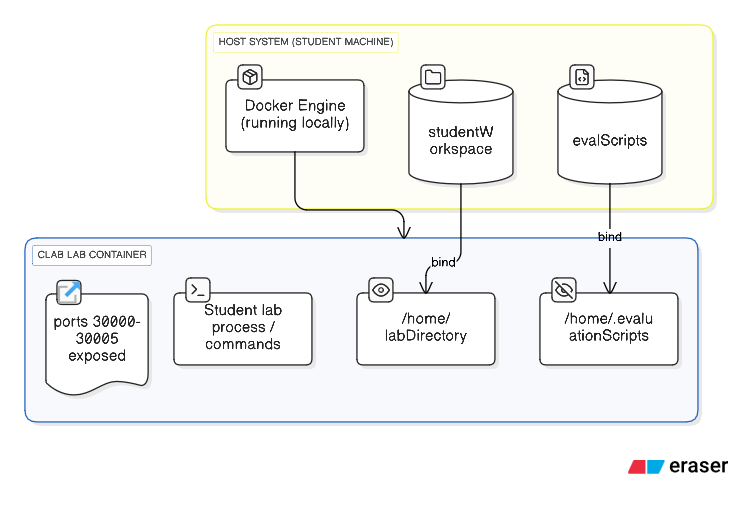 HOST SYSTEM (STUDENT MACHINE)
Docker Engine
(running locally)
studentW
orkspace
evalScripts
bind
bind
CLAB LAB CONTAINER
ports 30000-
30005
exposed
Student lab
process /
commands
/home/
labDirectory
/home/.evalu
ationScripts
eraser